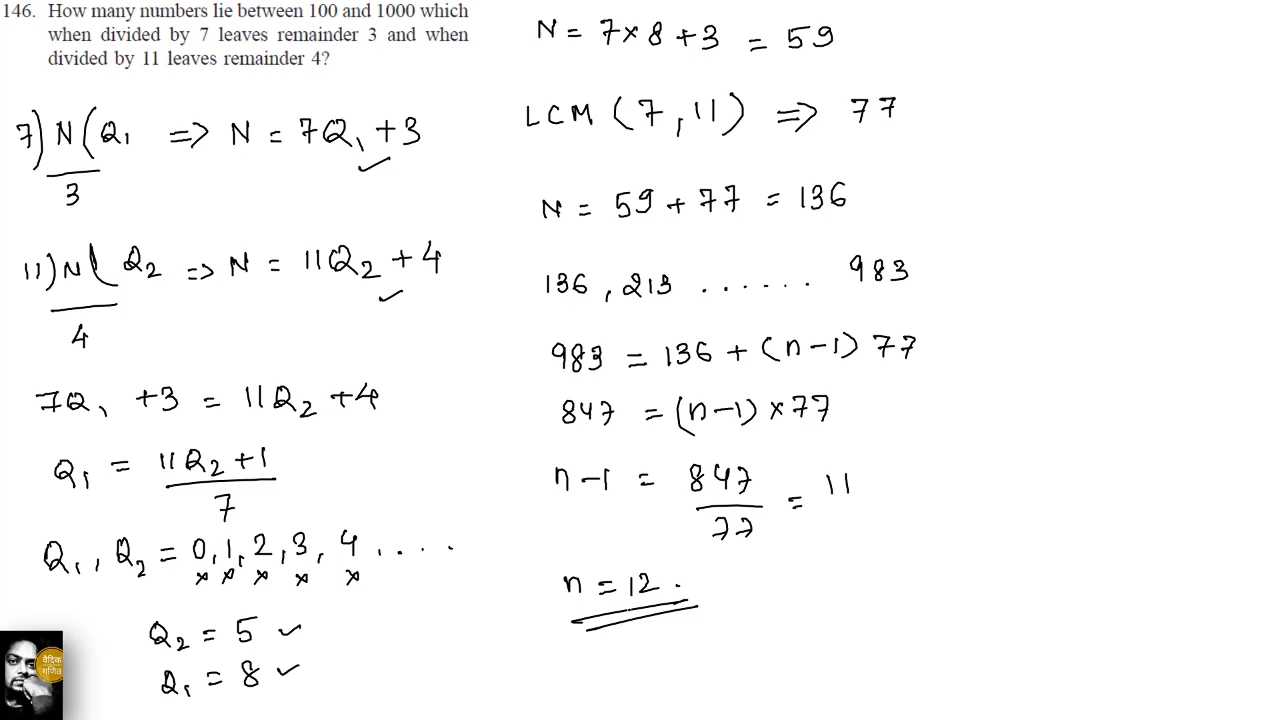 146. How many numbers lie between 100 and 1000 which
when divided by 7 leaves remainder 3 and when
divided by 11 leaves remainder 4?
7) N ( Q₁ => N = 7Q₁ + 3 ✓
3
11) N ( Q₂ => N = 11Q₂ + 4 ✓
4
7Q₁ + 3 = 11Q₂ + 4
Q₁ = 11Q₂ + 1
7
Q₁, Q₂ = 0, 1, 2, 3, 4, ....
x x x x x
Q₂ = 5 ✓
Q₁ = 8 ✓
N = 7 × 8 + 3 = 59
LCM (7, 11) => 77
N = 59 + 77 = 136
136, 213 ...... 983
983 = 136 + (n-1) 77
847 = (n-1) × 77
n-1 = 847 = 11
77
n = 12.
वैदिक
गणित